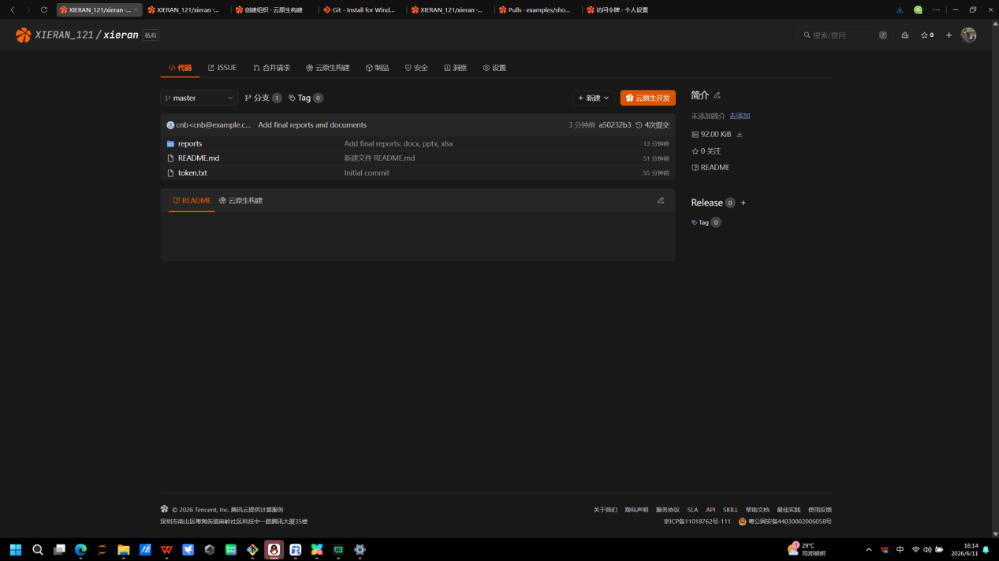 XIERAN_121/xieran -...
XIERAN_121/xieran -...
创建组织 · 云原生构建
Git - Install for Wind...
XIERAN_121/xieran -...
Pulls · examples/sho...
访问令牌 · 个人设置
XIERAN_121 / xieran 私有
搜索/提问 /
0
代码
ISSUE
合并请求
云原生构建
制品
安全
洞察
设置
master
分支 1
Tag 0
+ 新建
云原生开发
cnb<cnb@example.c... Add final reports and documents 3 分钟前 a50232b3 4次提交
reports Add final reports: docx, pptx, xlsx 13 分钟前
README.md 新建文件 README.md 51 分钟前
token.txt Initial commit 55 分钟前
README
云原生构建
简介
未添加简介 去添加
92.00 KiB
0 关注
README
Release 0 +
Tag 0
© 2026 Tencent, Inc. 腾讯云提供计算服务
深圳市南山区粤海街道麻岭社区科技中一路腾讯大厦35楼
关于我们 隐私声明 服务协议 SLA API SKILL 帮助文档 最佳实践 使用反馈
京ICP备11018762号-111 粤公网安备44030002006058号
1
29°C
局部晴朗
中
16:14
2026/6/11